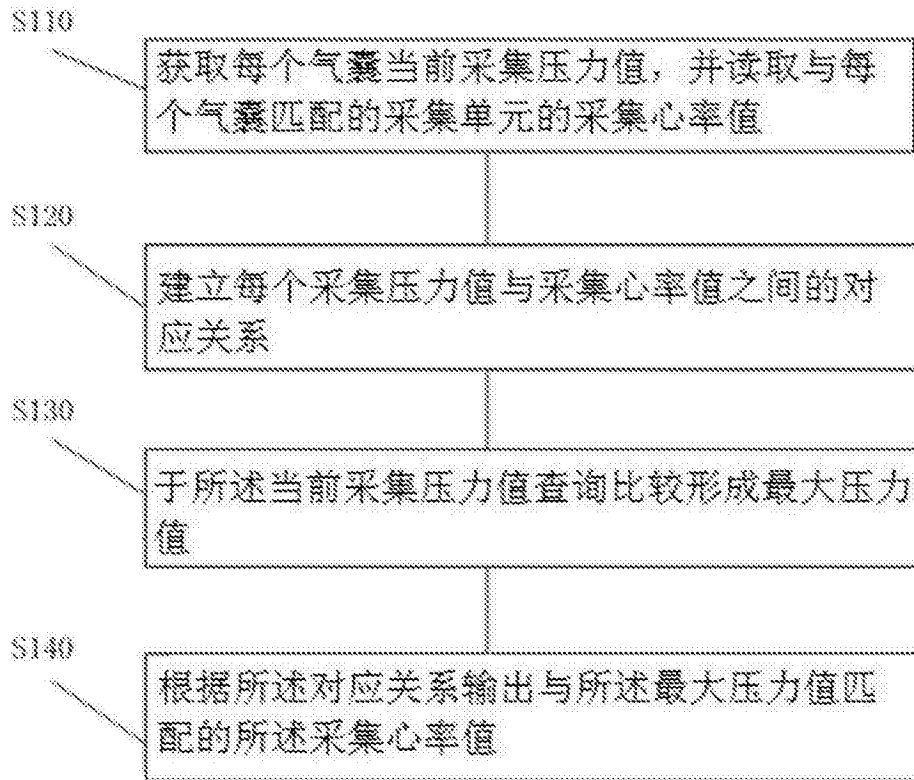 S110
获取每个气囊当前采集压力值，并读取与每
个气囊匹配的采集单元的采集心率值
S120
建立每个采集压力值与采集心率值之间的对
应关系
S130
于所述当前采集压力值查询比较形成最大压力
值
S140
根据所述对应关系输出与所述最大压力值匹
配的所述采集心率值